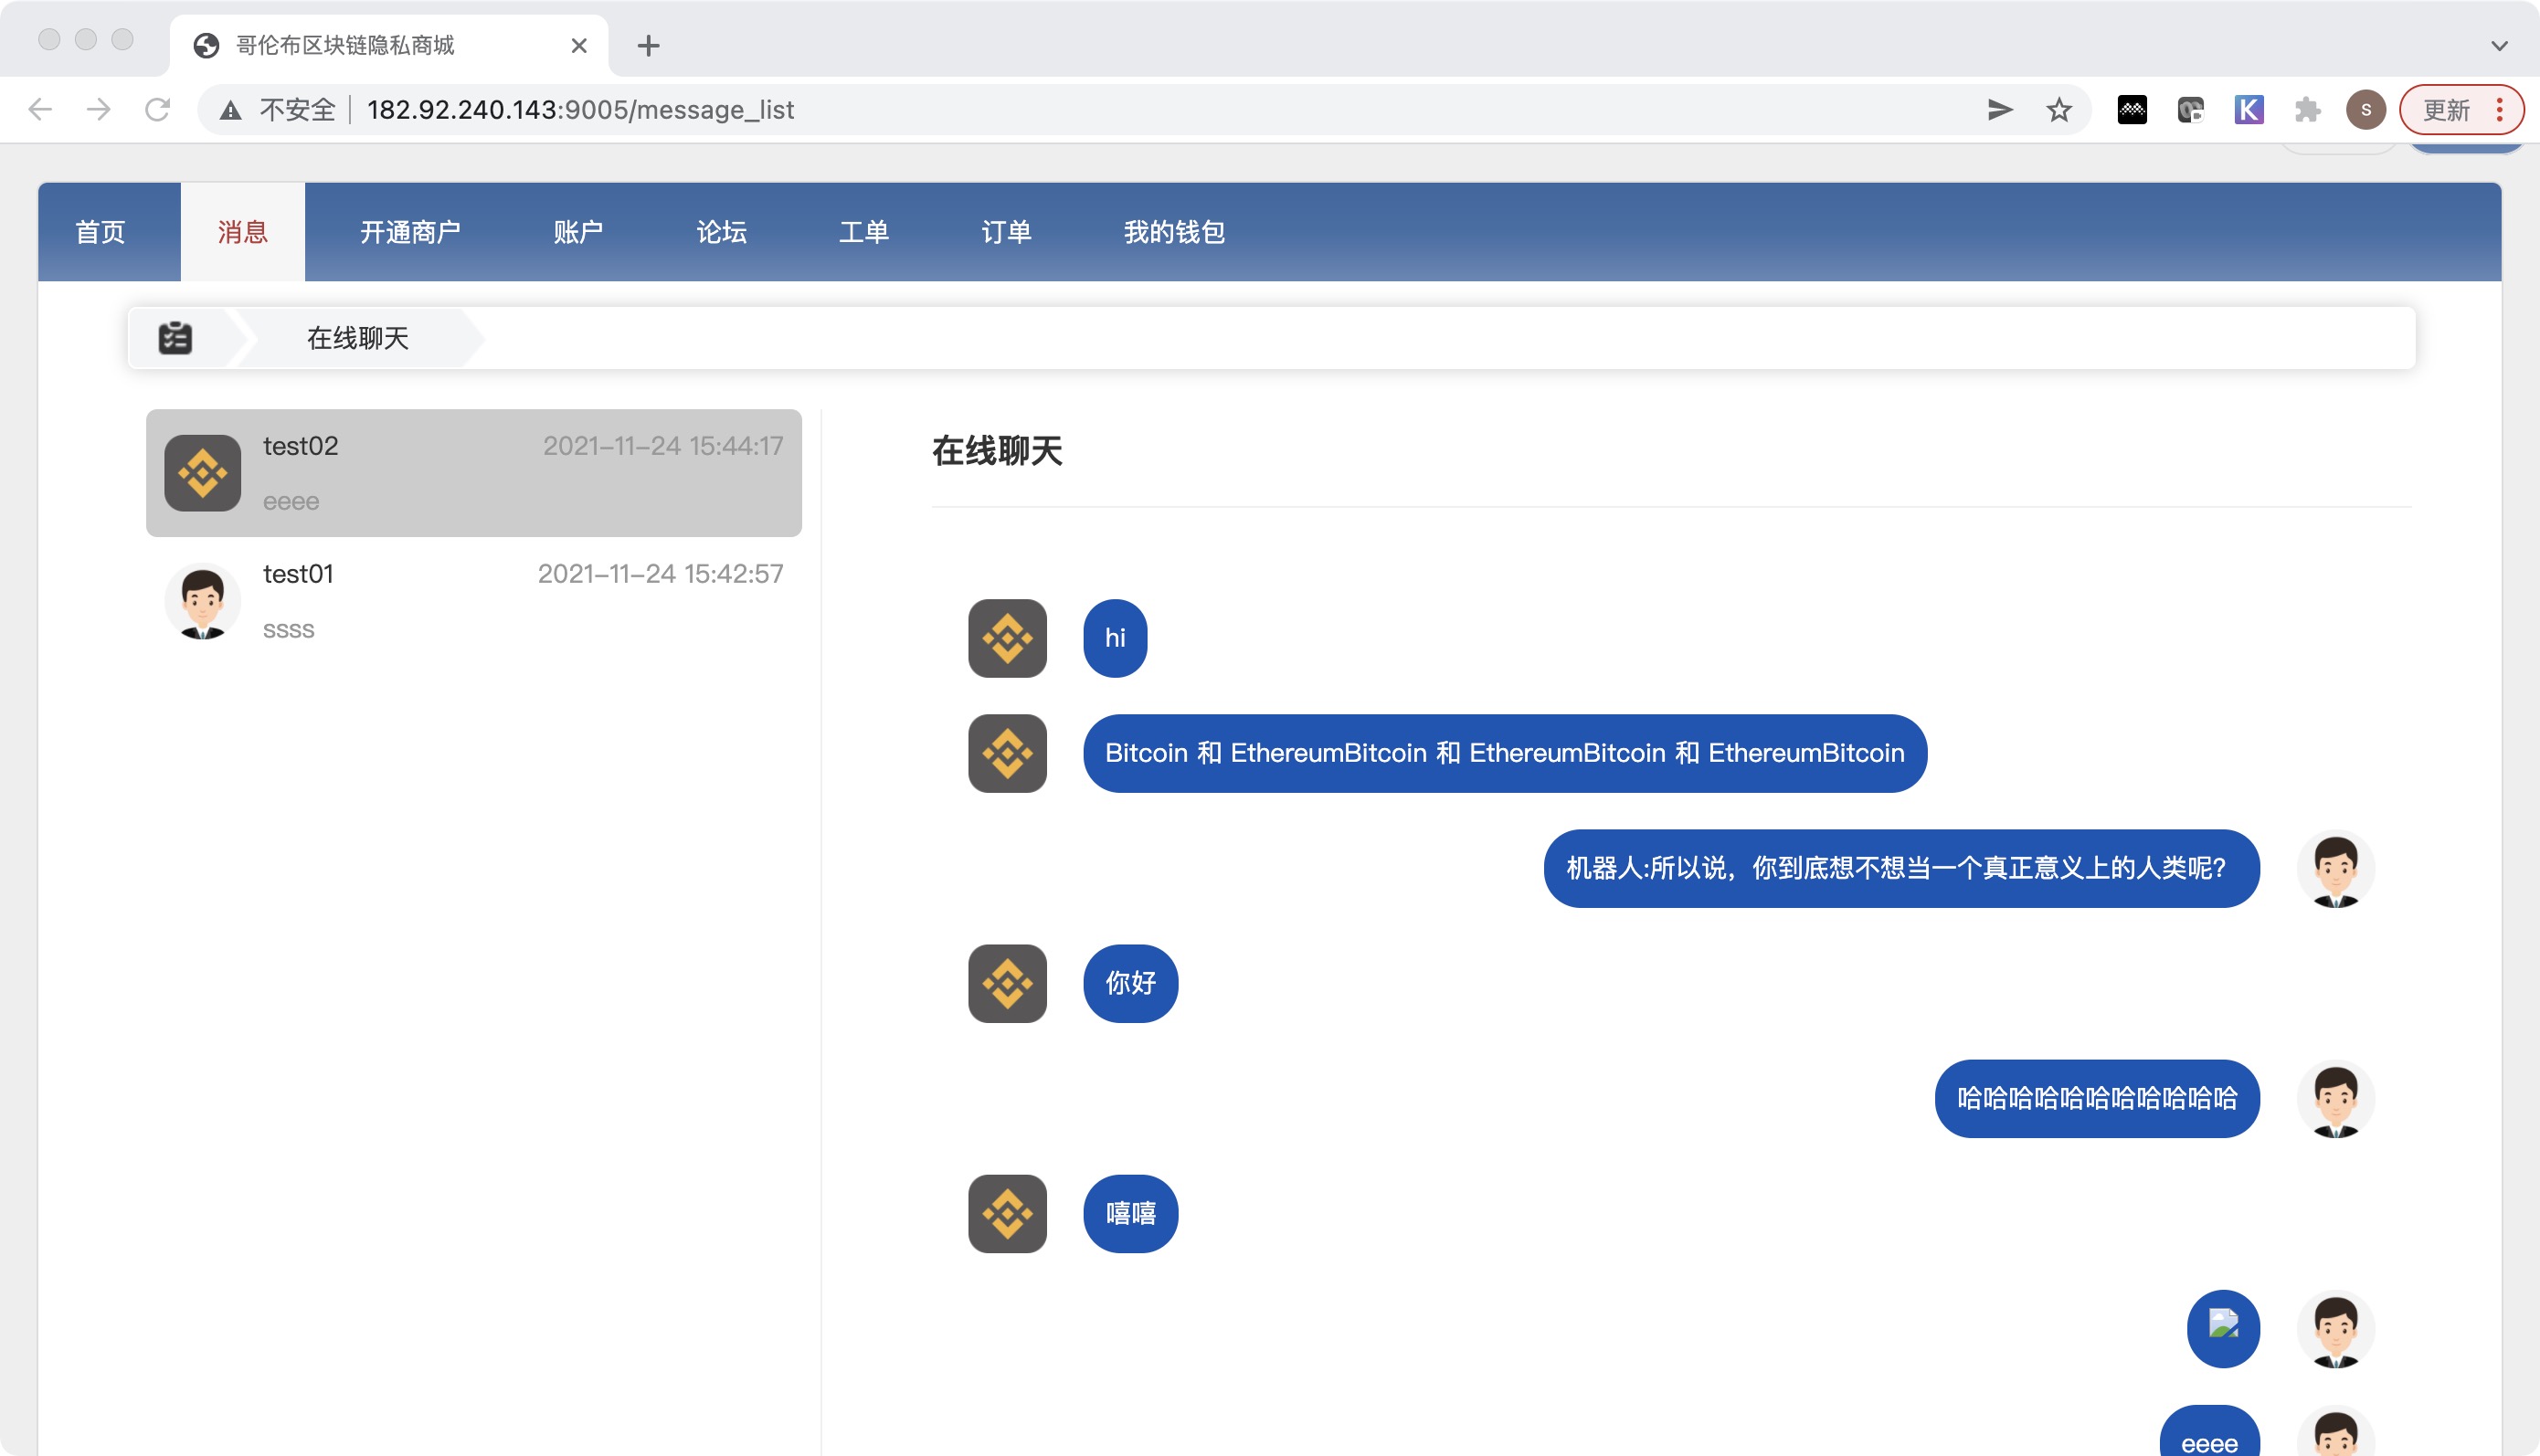 哥伦布区块链隐私商城
不安全 182.92.240.143:9005/message_list
S
更新
首页 消息 开通商户 账户 论坛 工单 订单 我的钱包
在线聊天
test02 2021-11-24 15:44:17
eeee
test01 2021-11-24 15:42:57
ssss
在线聊天
hi
Bitcoin 和 EthereumBitcoin 和 EthereumBitcoin 和 EthereumBitcoin
机器人:所以说，你到底想不想当一个真正意义上的人类呢?
你好
哈哈哈哈哈哈哈哈哈哈哈
嘻嘻
eeee